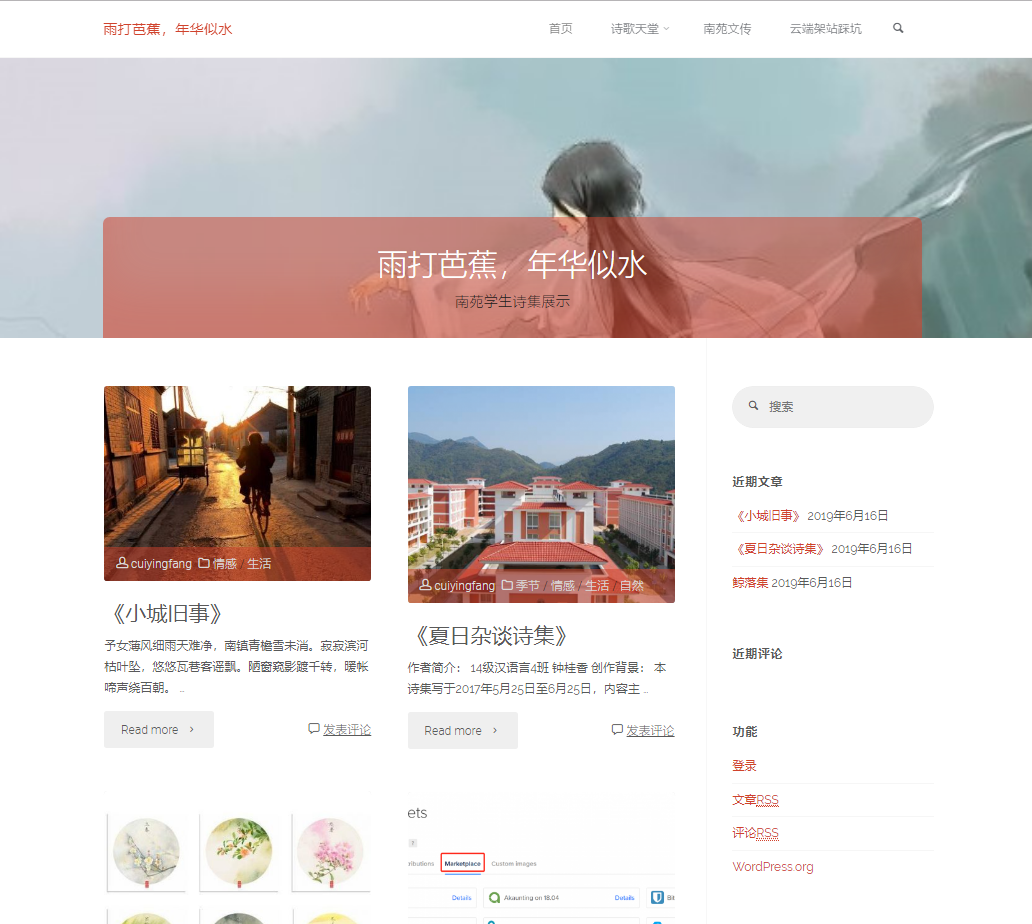 雨打芭蕉，年华似水
首页 诗歌天堂 南苑文传 云端架站踩坑
雨打芭蕉，年华似水
南苑学生诗集展示
cuiyingfang 情感 / 生活
《小城旧事》
予女薄风细雨天难净，南镇青檐雪未消。寂寂滨河
枯叶坠，悠悠瓦巷客谣飘。陋窗窥影踱千转，暖帐
啼声绕百朝。 ...
Read more
发表评论
cuiyingfang 季节 / 情感 / 生活 / 自然
《夏日杂谈诗集》
作者简介： 14级汉语言4班 钟桂香 创作背景： 本
诗集写于2017年5月25日至6月25日，内容主 ...
Read more
发表评论
ets
?
tributions Marketplace Custom images
Details Akaunting on 18.04 Details Bit
搜索
近期文章
《小城旧事》 2019年6月16日
《夏日杂谈诗集》 2019年6月16日
鲸落集 2019年6月16日
近期评论
功能
登录
文章RSS
评论RSS
WordPress.org